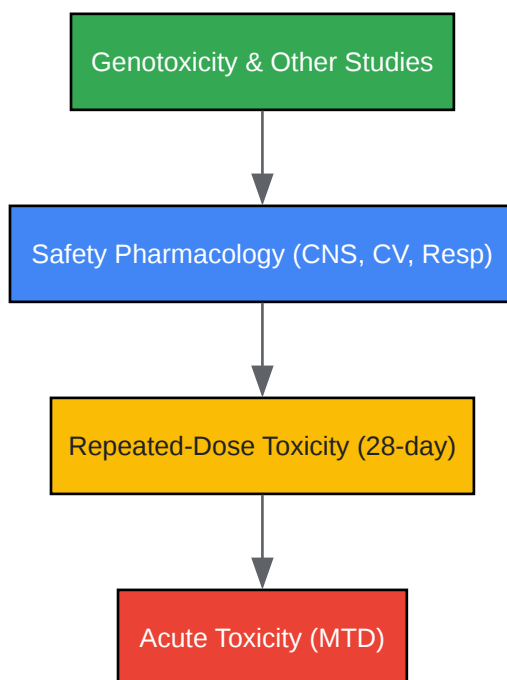 Genotoxicity & Other Studies
Safety Pharmacology (CNS, CV, Resp)
Repeated-Dose Toxicity (28-day)
Acute Toxicity (MTD)